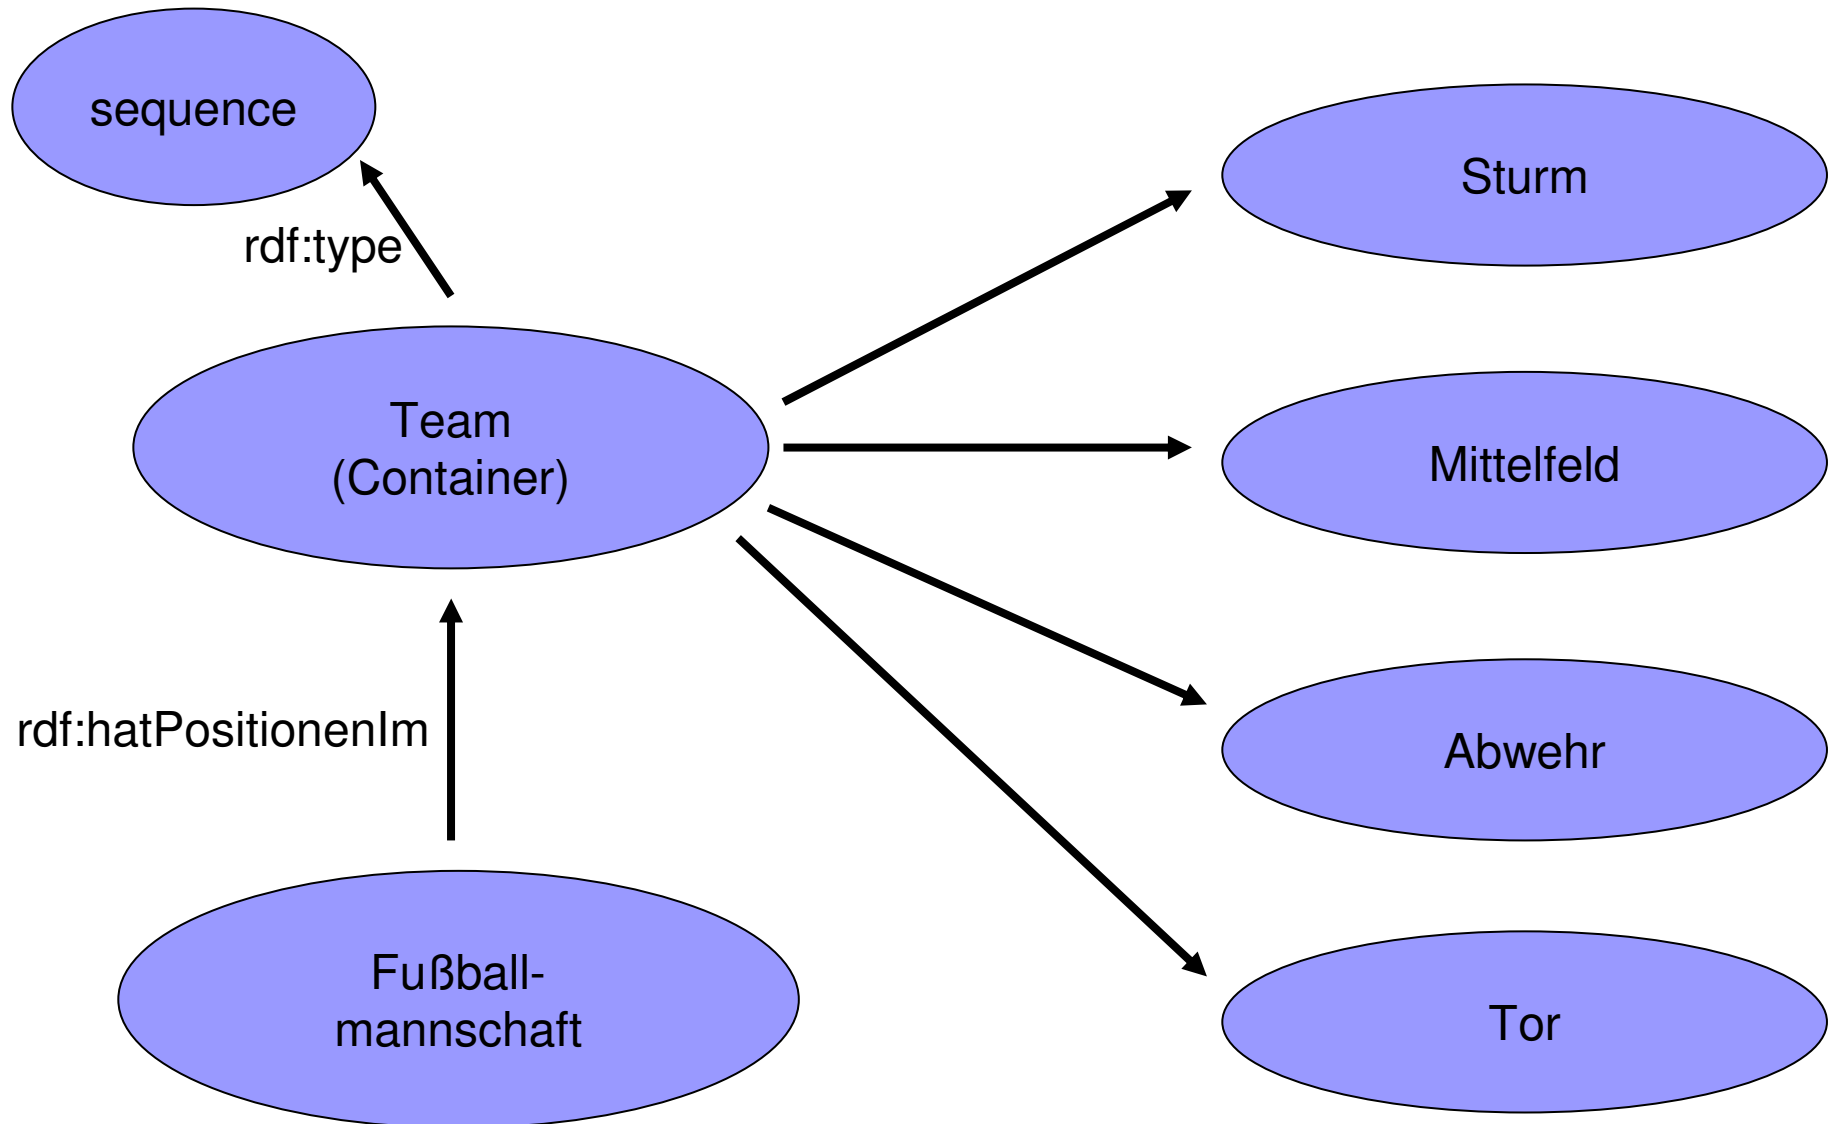 sequence
rdf:type
Team
(Container)
rdf:hatPositionenIm
Fußball-
mannschaft
Sturm
Mittelfeld
Abwehr
Tor